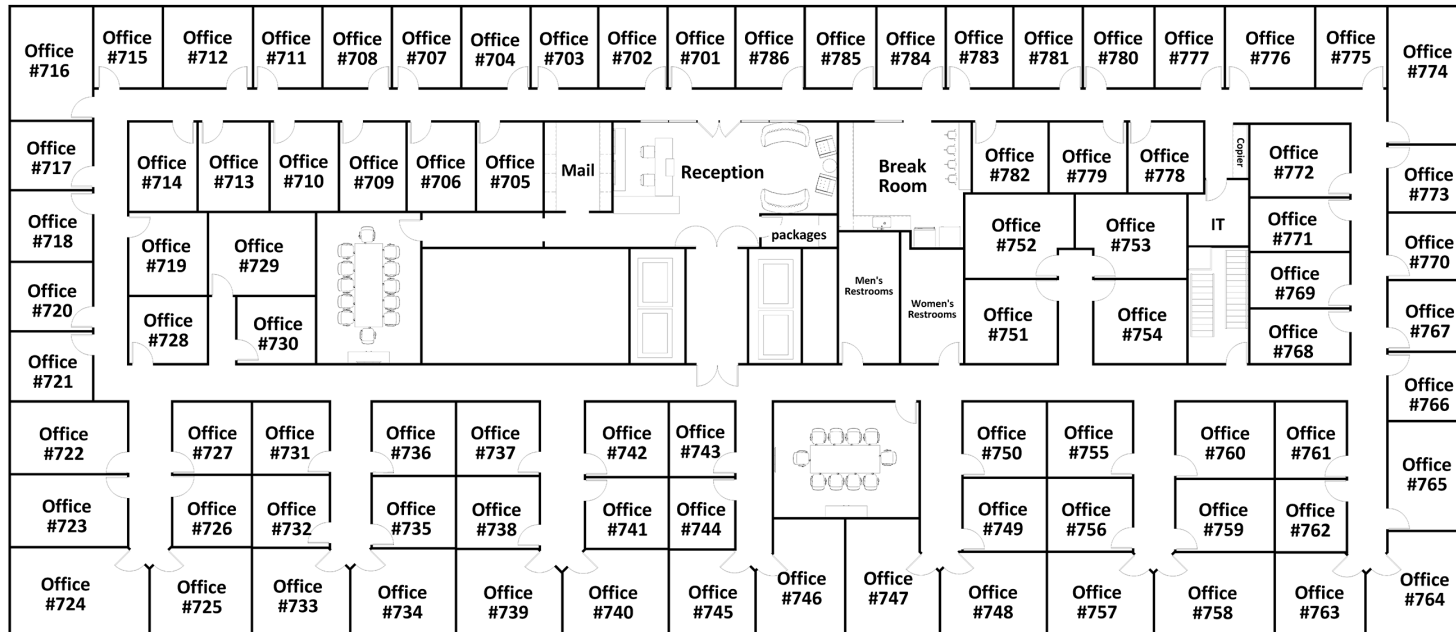 Office
#716
Office
#715
Office
#712
Office
#711
Office
#708
Office
#707
Office
#704
Office
#703
Office
#702
Office
#701
Office
#786
Office
#785
Office
#784
Office
#783
Office
#781
Office
#780
Office
#777
Office
#776
Office
#775
Office
#774
Office
#717
Office
#714
Office
#713
Office
#710
Office
#709
Office
#706
Office
#705
Mail
Reception
Break
Room
Office
#782
Office
#779
Office
#778
Copier
Office
#772
Office
#773
Office
#718
Office
#719
Office
#729
packages
Office
#752
Office
#753
IT
Office
#771
Office
#770
Office
#720
Office
#728
Office
#730
Men's
Restrooms
Women's
Restrooms
Office
#751
Office
#754
Office
#769
Office
#767
Office
#768
Office
#721
Office
#766
Office
#722
Office
#727
Office
#731
Office
#736
Office
#737
Office
#742
Office
#743
Office
#750
Office
#755
Office
#760
Office
#761
Office
#765
Office
#723
Office
#726
Office
#732
Office
#735
Office
#738
Office
#741
Office
#744
Office
#749
Office
#756
Office
#759
Office
#762
Office
#724
Office
#725
Office
#733
Office
#734
Office
#739
Office
#740
Office
#745
Office
#746
Office
#747
Office
#748
Office
#757
Office
#758
Office
#763
Office
#764